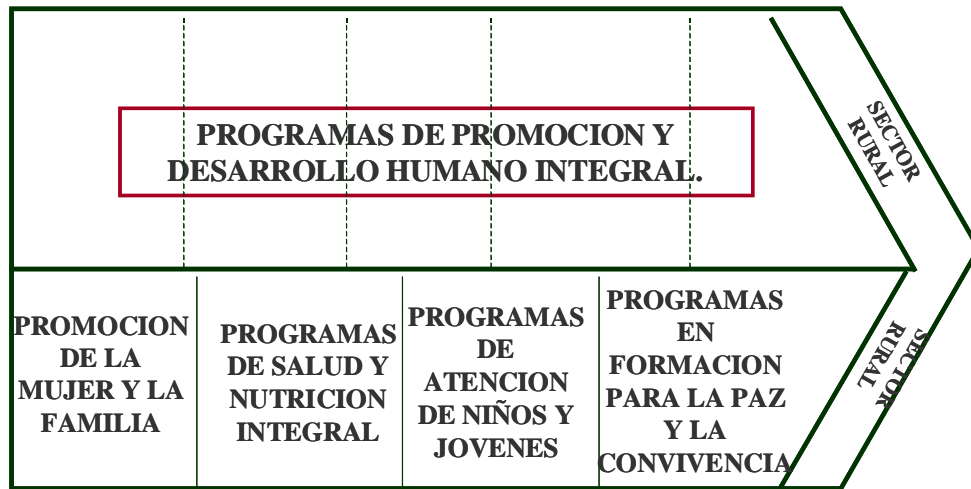 PROGRAMAS DE PROMOCION Y
DESARROLLO HUMANO INTEGRAL.
SECTOR
RURAL
PROMOCION
DE LA
MUJER Y LA
FAMILIA
PROGRAMAS
DE SALUD Y
NUTRICION
INTEGRAL
PROGRAMAS
DE
ATENCION
DE NIÑOS Y
JOVENES
PROGRAMAS
EN
FORMACION
PARA LA PAZ
Y LA
CONVIVENCIA
SECTOR
RURAL